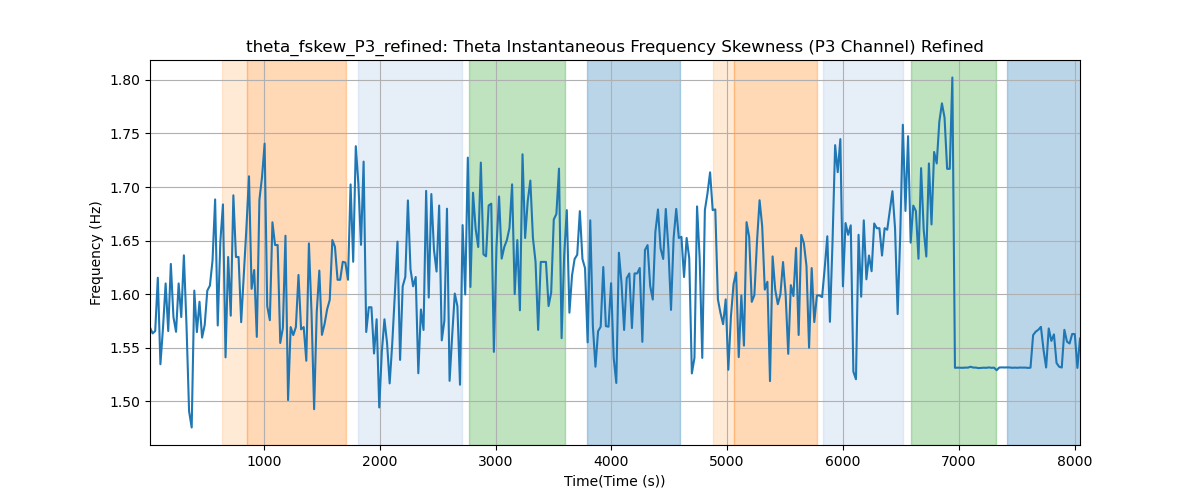 theta_fskew_P3_refined: Theta Instantaneous Frequency Skewness (P3 Channel) Refined
1.80
1.75
1.70
1.65
1.60
1.55
1.50
Frequency (Hz)
1000 2000 3000 4000 5000 6000 7000 8000
Time(Time (s))